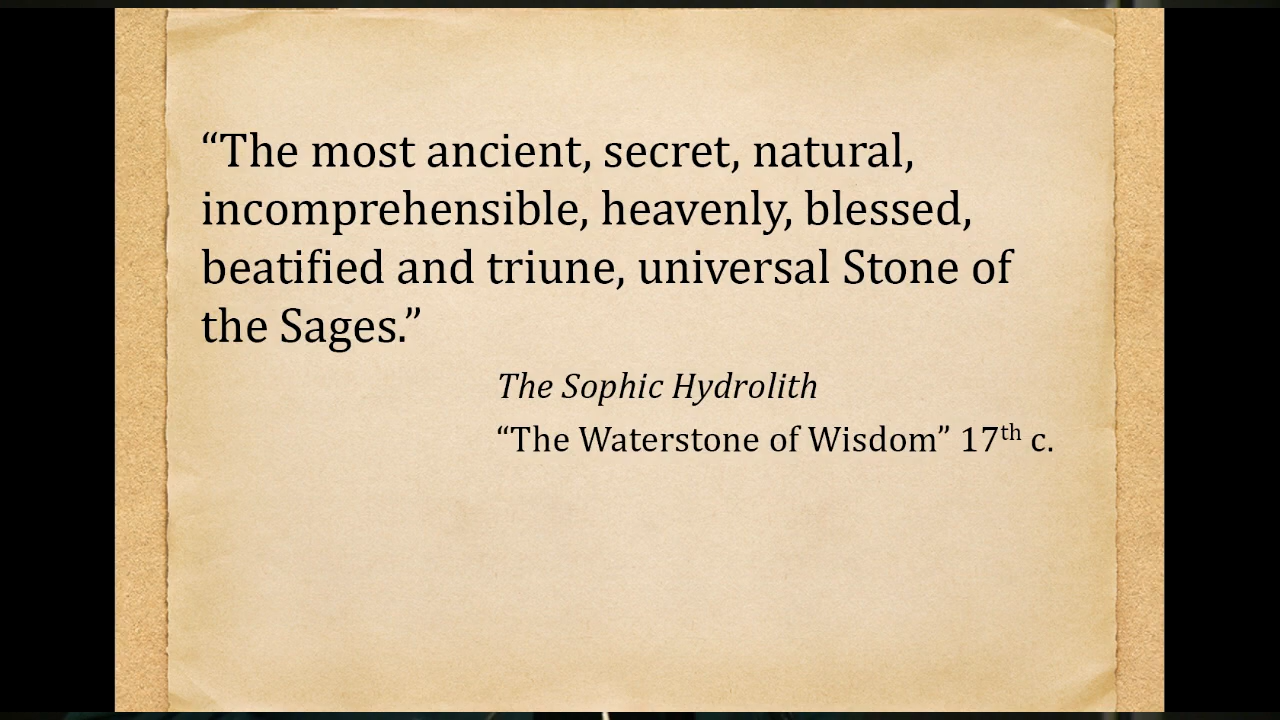 “The most ancient, secret, natural,
incomprehensible, heavenly, blessed,
beatified and triune, universal Stone of
the Sages.”
The Sophic Hydrolith
“The Waterstone of Wisdom” 17th c.